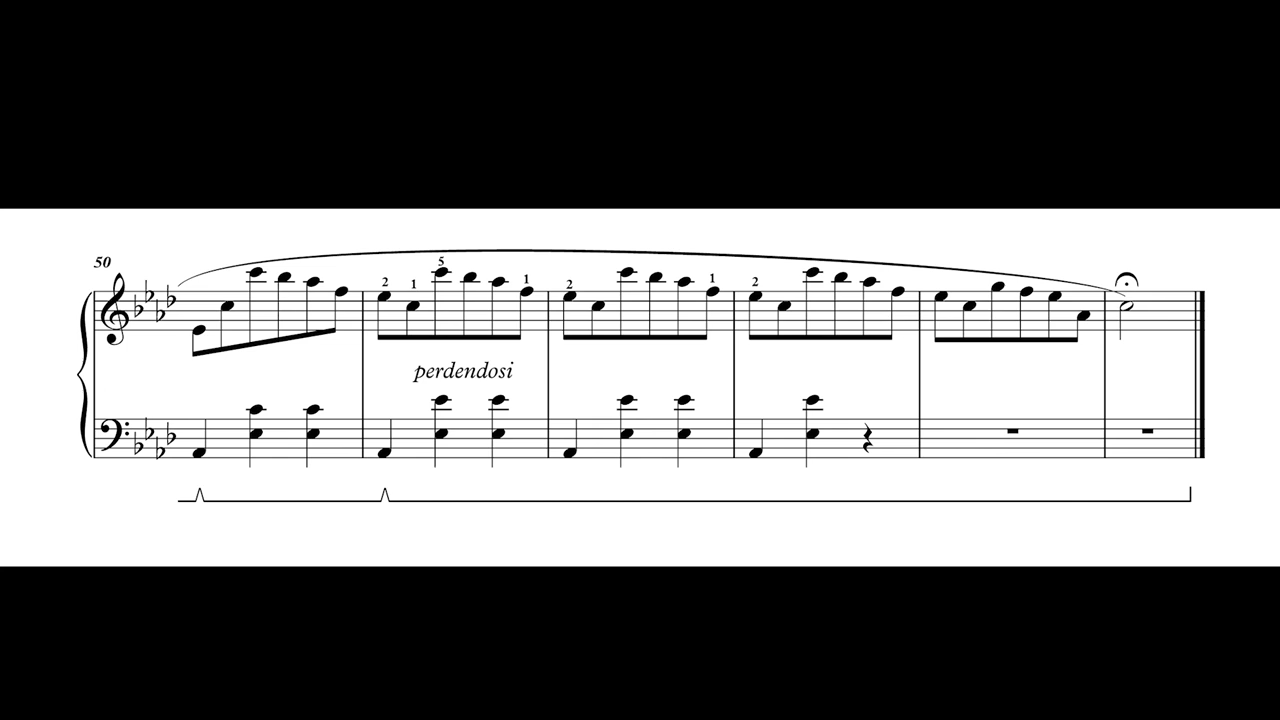 50
5
2 1 1 2 1 2
perdendosi